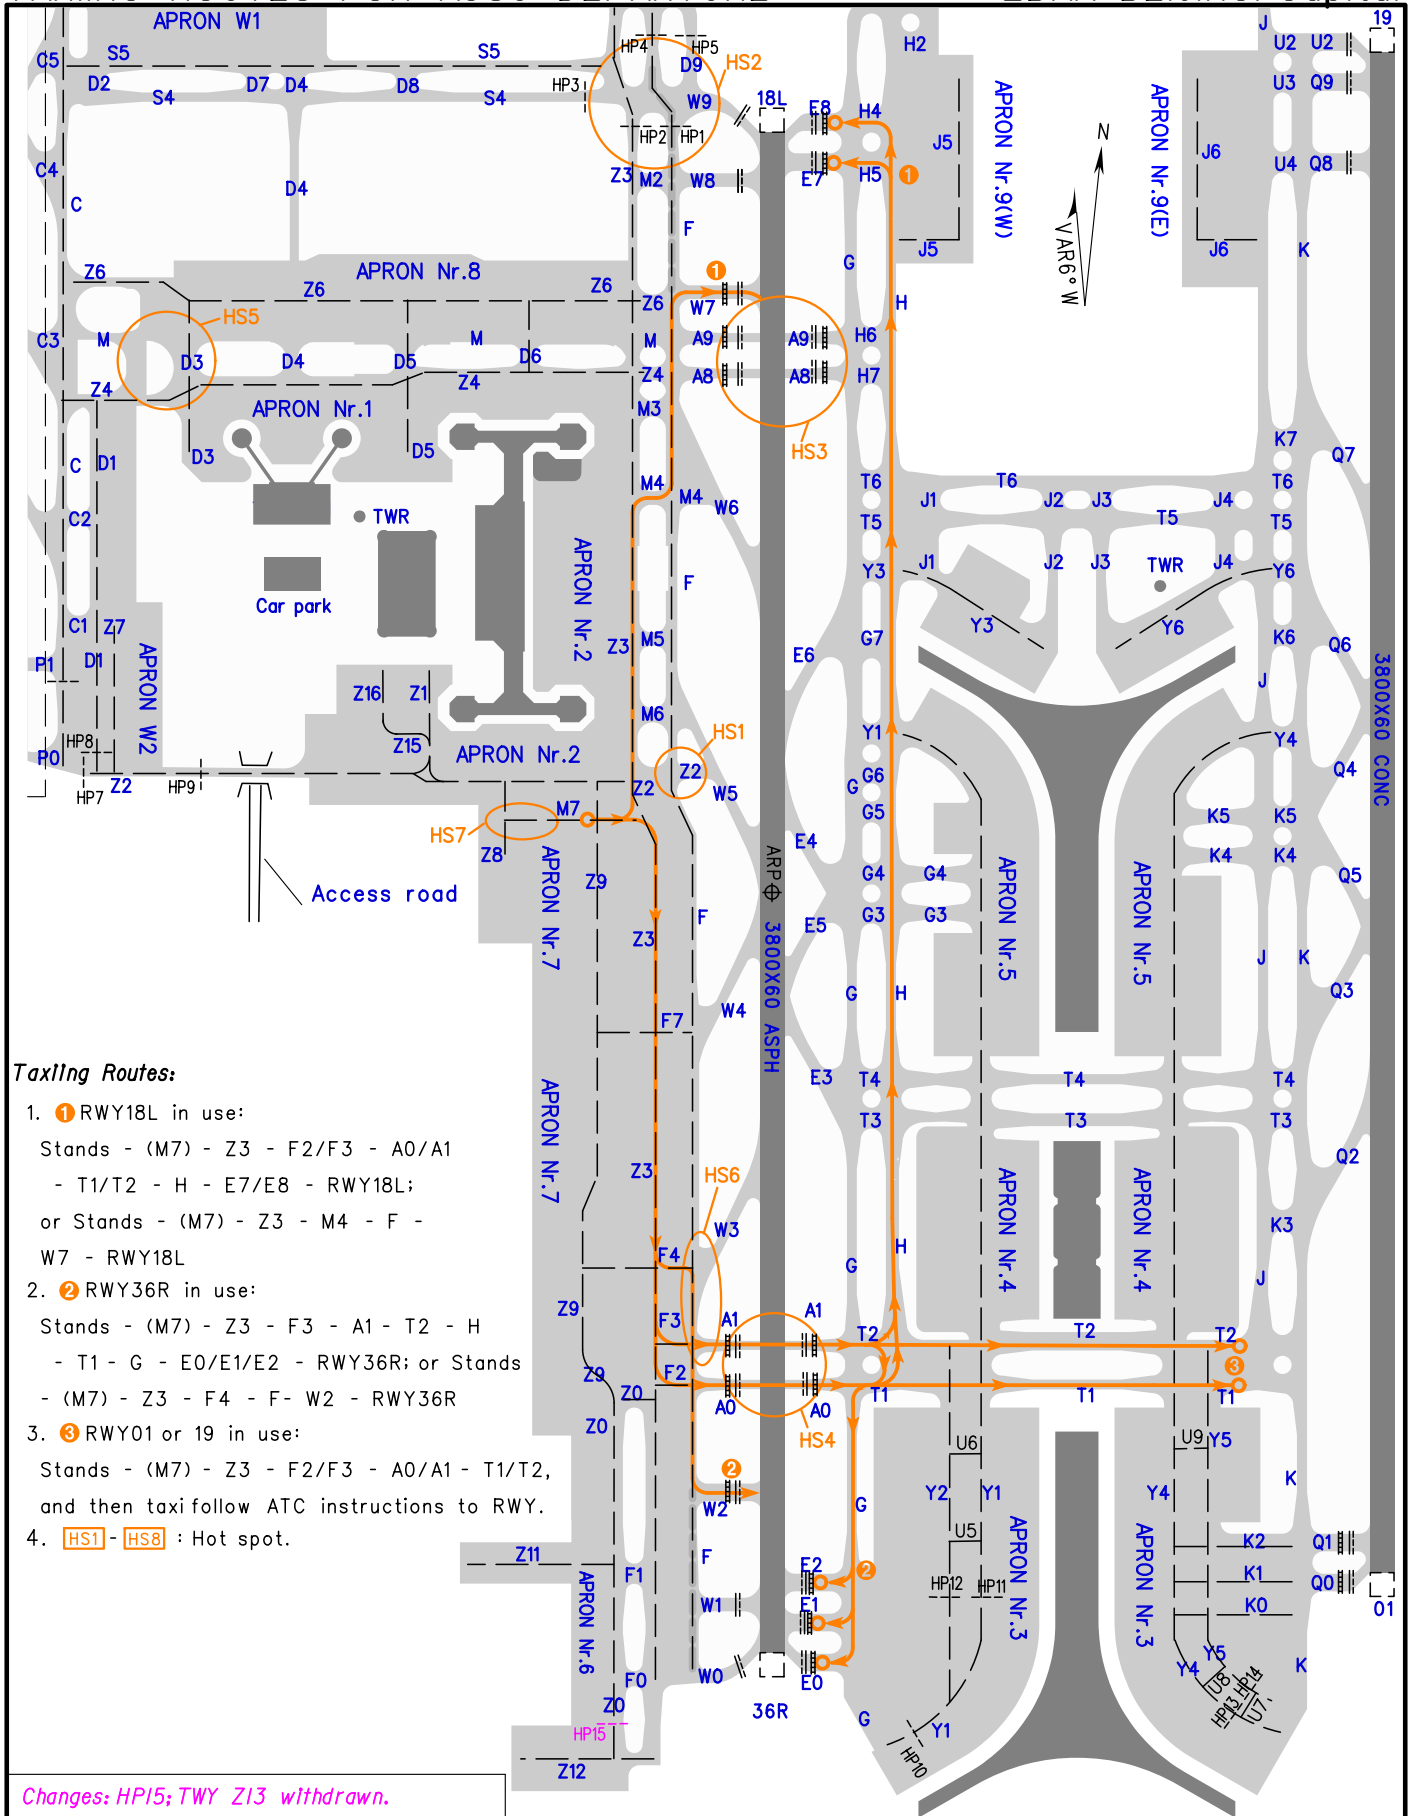 APRON W1
HP4
HP5
19
J
H2
U2
U2
C5
S5
S5
D9
HS2
D2
D7
D4
D8
HP3
U3
Q9
S4
S4
W9
18L
E8
H4
APRON Nr.9(W)
APRON Nr.9(E)
N
HP2
HP1
J5
J6
C4
Z3
M2
W8
E7
H5
1
U4
Q8
D4
C
F
VAR6° W
J5
J6
K
G
Z6
APRON Nr.8
1
Z6
Z6
Z6
W7
H
HS5
C3
M
M
M
A9
A9
H6
D3
D4
D5
D6
Z4
Z4
Z4
A8
A8
H7
APRON Nr.1
M3
HS3
K7
D3
D5
Q7
C
D1
M4
M4
T6
T6
T6
J1
J2
J3
J4
C2
TWR
W6
T5
T5
T5
APRON Nr.2
J1
J2
J3
J4
TWR
Y3
Y6
F
Car park
C1
Z7
Y3
Y6
Z3
M5
G7
K6
Q6
P1
D1
APRON W2
E6
3800X60 CONC
Z16
Z1
J
M6
HS1
Y1
Y4
HP8
Z15
APRON Nr.2
P0
Z2
Z2
Q4
HP7
Z2
HP9
G6
G
W5
M7
G5
K5
K5
HS7
Z8
E4
K4
K4
APRON Nr.7
ARP
G4
G4
APRON Nr.5
APRON Nr.5
Z9
Q5
Access road
F
G3
G3
E5
3800X60 ASPH
Z3
J
K
G
H
Q3
W4
F7
Taxiing Routes:
E3
T4
T4
T4
APRON Nr.7
1. 1 RWY18L in use:
T3
T3
T3
Stands - (M7) - Z3 - F2/F3 - A0/A1
Q2
- T1/T2 - H - E7/E8 - RWY18L;
Z3
HS6
APRON Nr.4
APRON Nr.4
or Stands - (M7) - Z3 - M4 - F -
W3
K3
W7 - RWY18L
F4
H
G
J
2. 2 RWY36R in use:
Z9
A1
A1
Stands - (M7) - Z3 - F3 - A1 - T2 - H
F3
T2
T2
T2
- T1 - G - E0/E1/E2 - RWY36R; or Stands
Z9
F2
3
- (M7) - Z3 - F4 - F- W2 - RWY36R
Z0
A0
A0
T1
T1
T1
3. 3 RWY01 or 19 in use:
Z0
HS4
U6
U9
Y5
Stands - (M7) - Z3 - F2/F3 - A0/A1 - T1/T2,
2
K
and then taxi follow ATC instructions to RWY.
W2
G
Y2
Y1
Y4
4. HS1 - HS8 : Hot spot.
U5
K2
Q1
Z11
F
E2
2
APRON Nr.3
APRON Nr.3
F1
K1
Q0
APRON Nr.6
HP12
HP11
W1
E1
K0
01
Y5
F0
W0
E0
Y4
K
U8
HP14
HP13
U7
Z0
36R
G
Y1
HP15
HP10
Z12
Changes: HP15; TWY Z13 withdrawn.